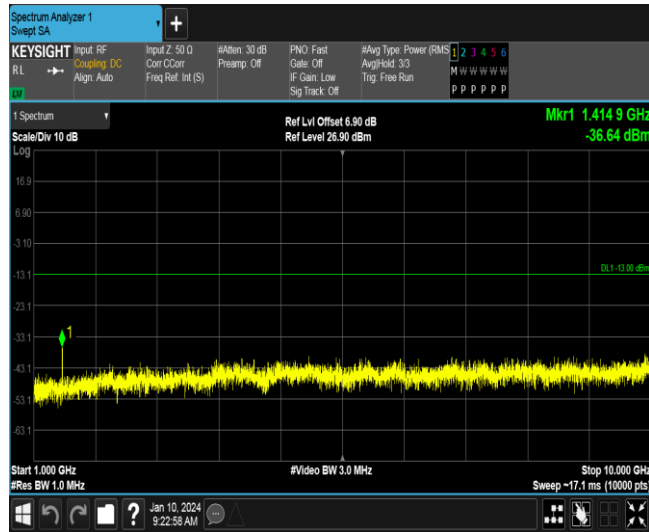 Spectrum Analyzer 1
Swept SA
KEYSIGHT
RL
LXI
Input: RF
Coupling: DC
Align: Auto
Input Z: 50 Ω
Corr CCorr
Freq Ref: Int (S)
#Atten: 30 dB
Preamp: Off
PNO: Fast
Gate: Off
IF Gain: Low
Sig Track: Off
#Avg Type: Power (RMS
Avg|Hold: 3/3
Trig: Free Run
1 2 3 4 5 6
M W W W W W
P P P P P P
1 Spectrum
Scale/Div 10 dB
Ref Lvl Offset 6.90 dB
Ref Level 26.90 dBm
Mkr1 1.414 9 GHz
-36.64 dBm
Log
16.9
6.90
-3.10
-13.1
DL1 -13.00 dBm
-23.1
-33.1
1
-43.1
-53.1
-63.1
Start 1.000 GHz
#Video BW 3.0 MHz
Stop 10.000 GHz
#Res BW 1.0 MHz
Sweep ~17.1 ms (10000 pts)
?
Jan 10, 2024
9:22:58 AM